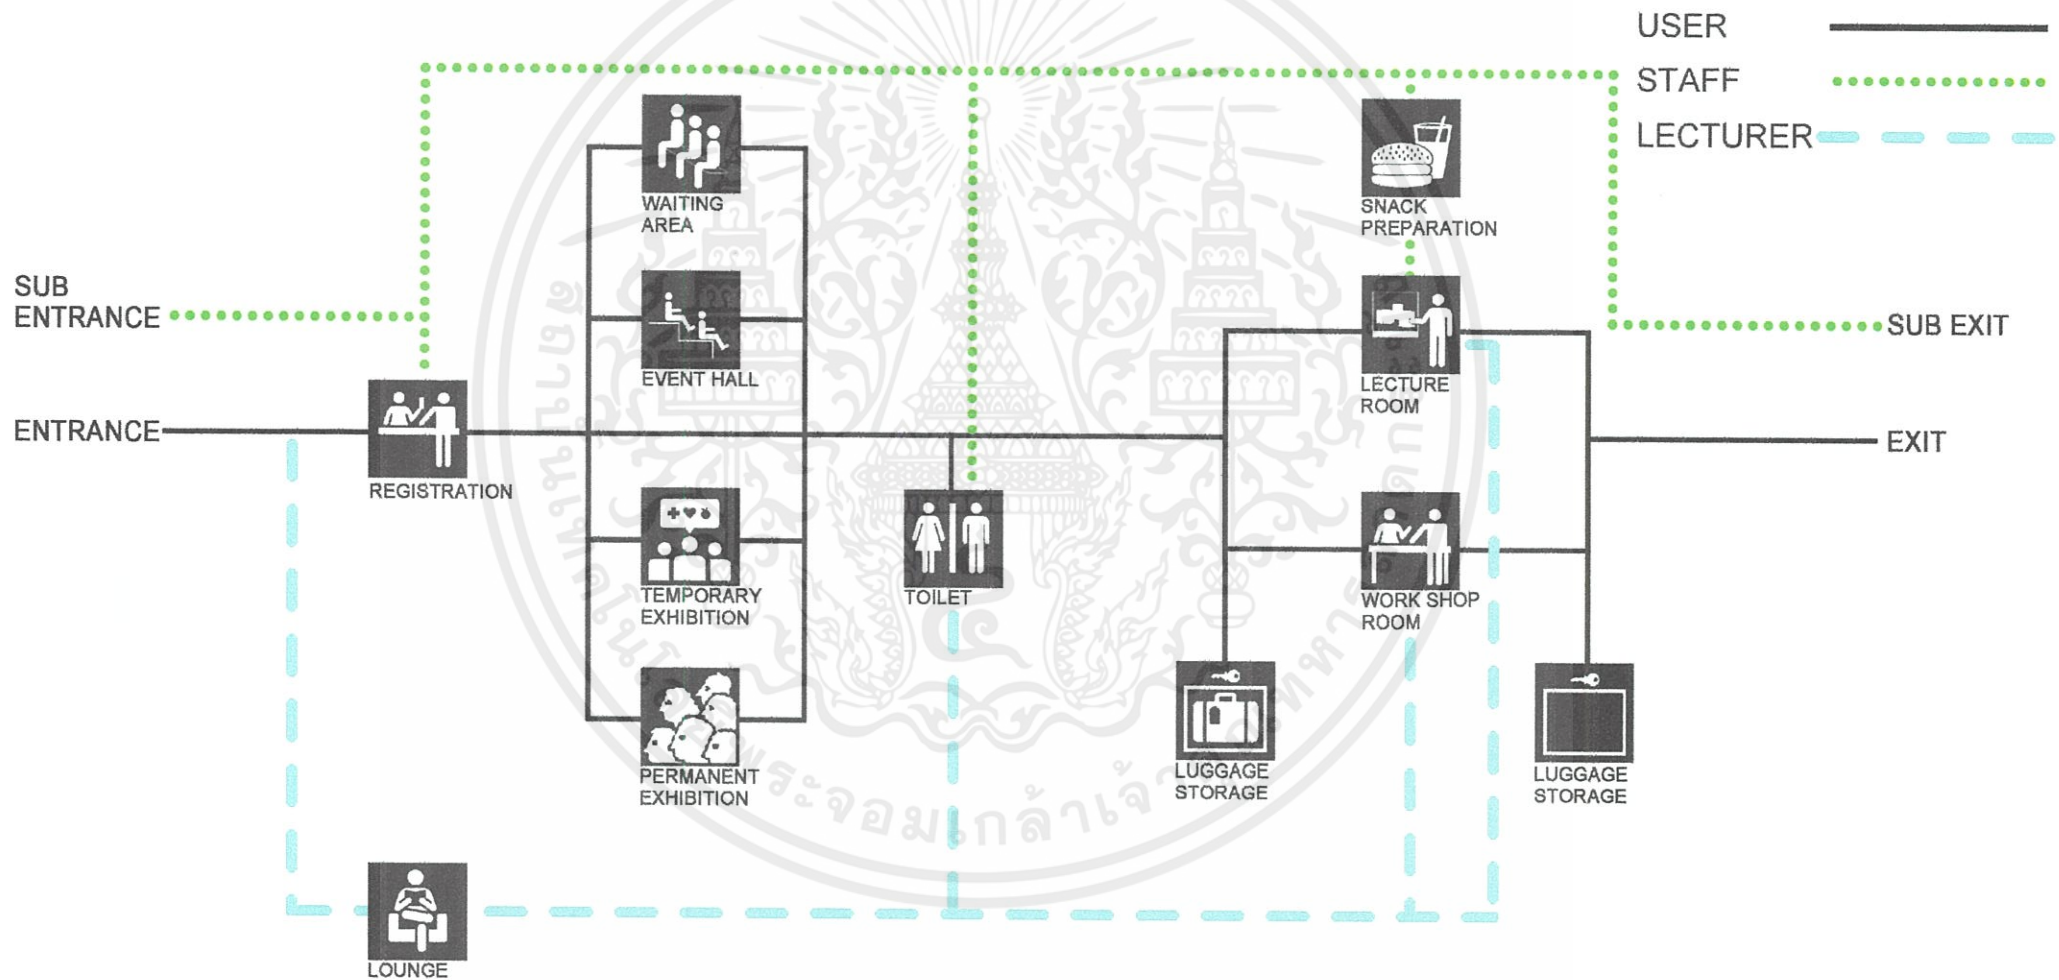 USER
STAFF
LECTURER
WAITING
AREA
SNACK
PREPARATION
SUB
ENTRANCE
SUB EXIT
EVENT HALL
LECTURE
ROOM
ENTRANCE
EXIT
REGISTRATION
TEMPORARY
EXHIBITION
TOILET
WORK SHOP
ROOM
PERMANENT
EXHIBITION
LUGGAGE
STORAGE
LUGGAGE
STORAGE
LOUNGE